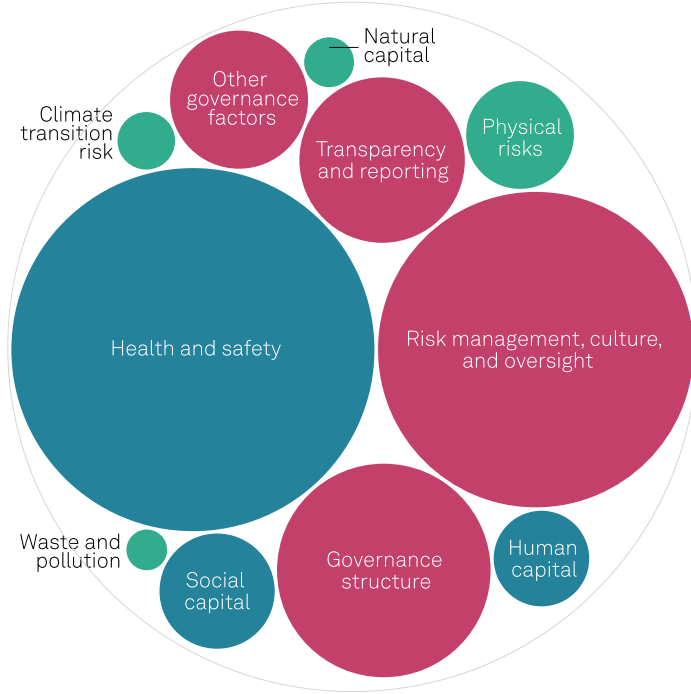 Natural
capital
Other
governance
factors
Climate
transition
risk
Physical
risks
Transparency
and reporting
Health and safety
Risk management, culture,
and oversight
Waste and
pollution
Social
capital
Governance
structure
Human
capital